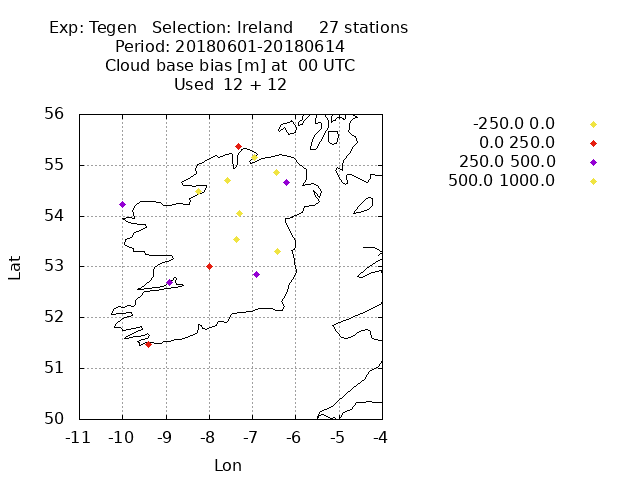 Exp: Tegen   Selection: Ireland     27 stations
Period: 20180601-20180614
Cloud base bias [m] at  00 UTC
Used  12 + 12
-250.0 0.0
0.0 250.0
250.0 500.0
500.0 1000.0
56
55
54
53
52
51
50
Lat
-11 -10 -9 -8 -7 -6 -5 -4
Lon